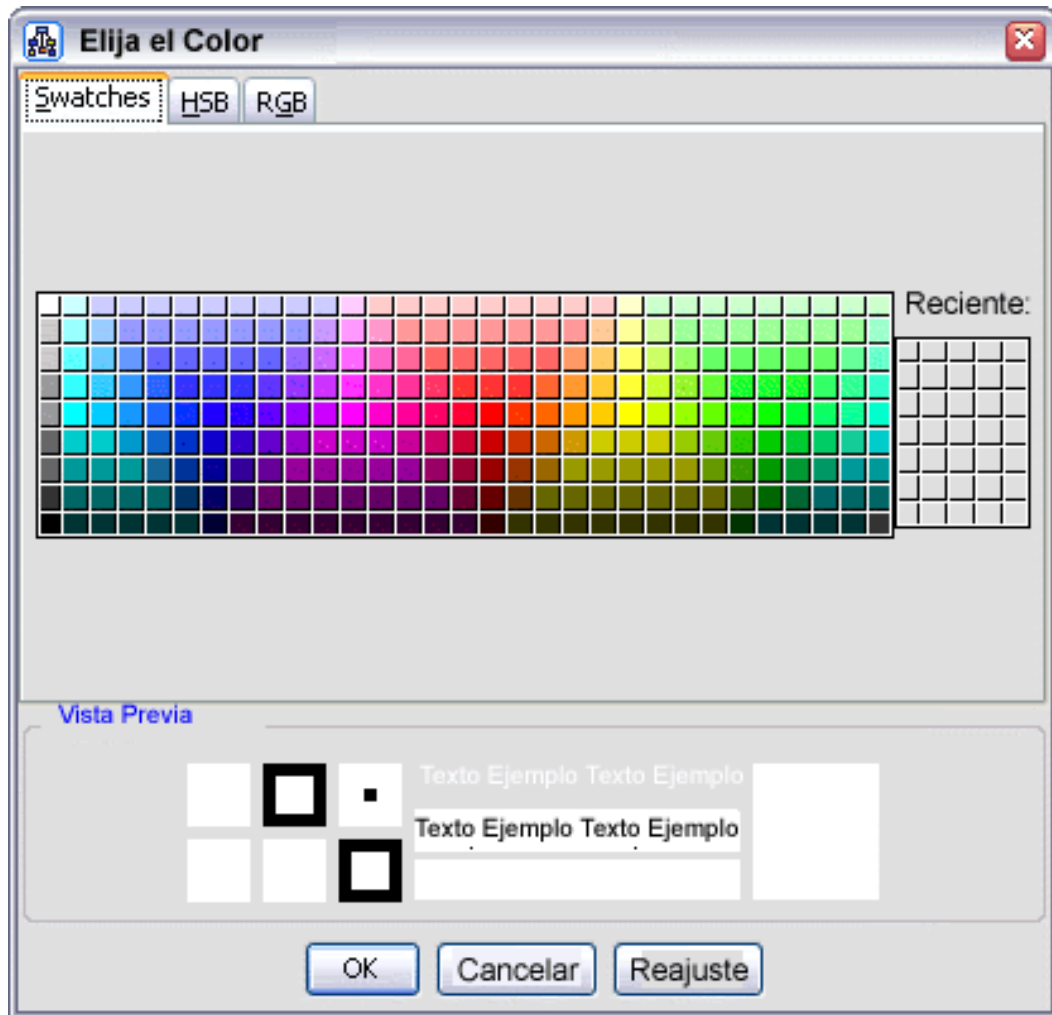 Elija el Color
Swatches HSB RGB
Reciente:
Vista Previa
Texto Ejemplo Texto Ejemplo
Texto Ejemplo Texto Ejemplo
OK Cancelar Reajuste